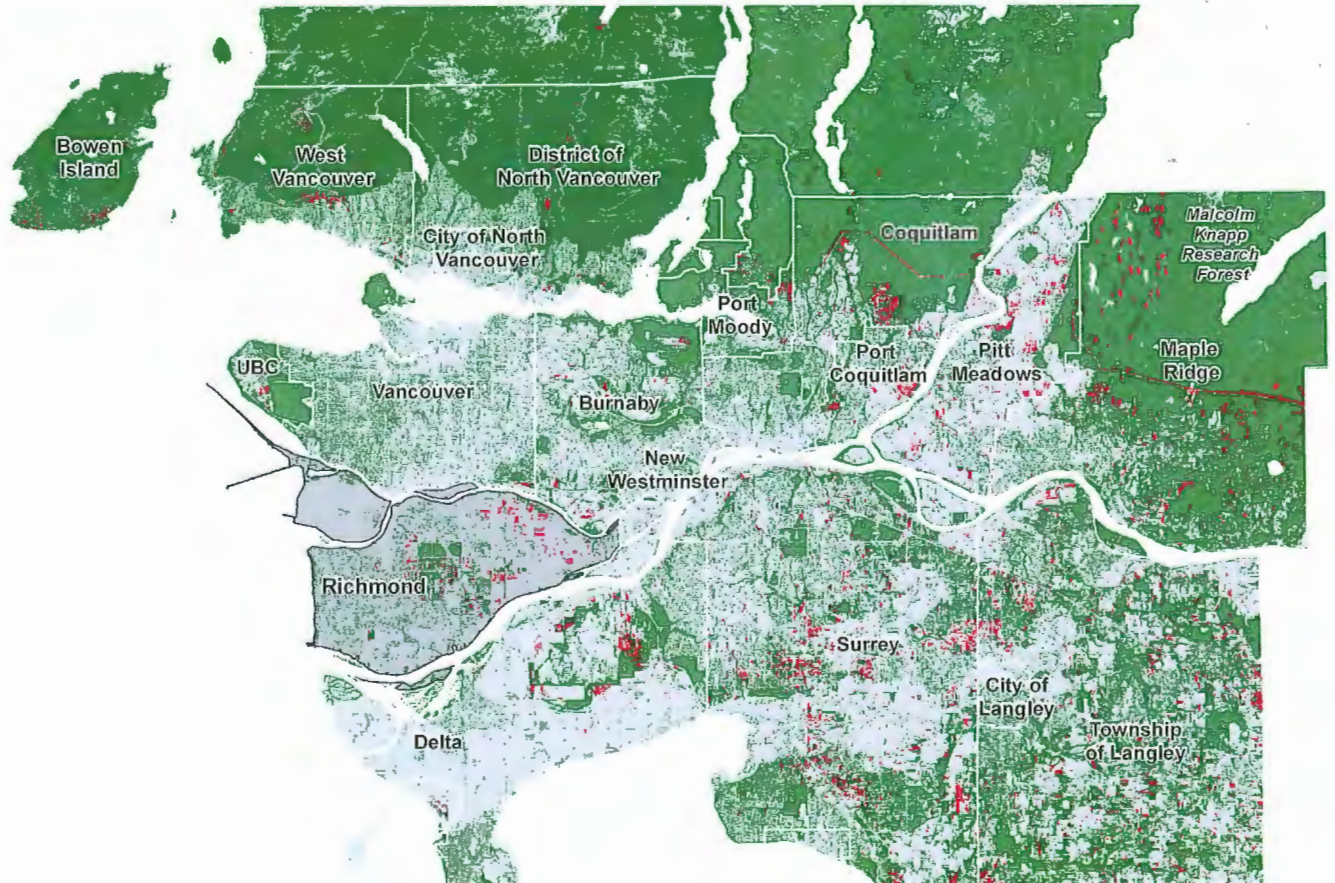 Bowen
Island
West
Vancouver
District of
North Vancouver
City of North
Vancouver
Coquitlam
Malcolm
Knapp
Research
Forest
Port
Moody
UBC
Vancouver
Burnaby
Port
Coquitlam
Pitt
Meadows
Maple
Ridge
New
Westminster
Richmond
Surrey
City of
Langley
Township
of Langley
Delta